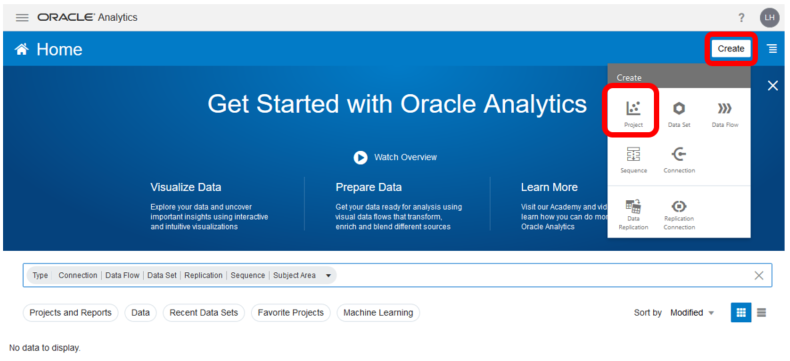 ORACLE Analytics
?
LH
Home
Create
Create
Project
Data Set
Data Flow
Sequence
Connection
Data Replication
Replication Connection
Get Started with Oracle Analytics
Watch Overview
Visualize Data
Explore your data and uncover
important insights using interactive
and intuitive visualizations
Prepare Data
Get your data ready for analysis using
visual data flows that transform,
enrich and blend different sources
Learn More
Visit our Academy and vid
learn how you can do mor
Oracle Analytics
Type Connection | Data Flow | Data Set | Replication | Sequence | Subject Area
Projects and Reports
Data
Recent Data Sets
Favorite Projects
Machine Learning
Sort by Modified
No data to display.